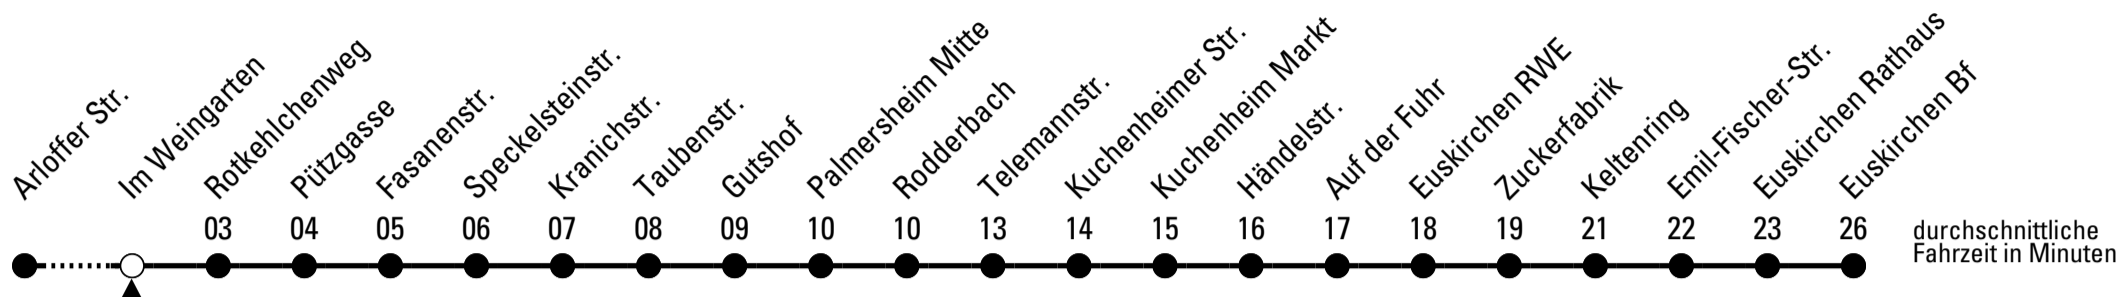 Arloffer Str.
Im Weingarten
Rotkehlchenweg
Pützgasse
Fasanenstr.
Speckelsteinstr.
Kranichstr.
Taubenstr.
Gutshof
Palmersheim Mitte
Rodderbach
Telemannstr.
Kuchenheimer Str.
Kuchenheim Markt
Händelstr.
Auf der Fuhr
Euskirchen RWE
Zuckerfabrik
Keltenring
Emil-Fischer-Str.
Euskirchen Rathaus
Euskirchen Bf
03 04 05 06 07 08 09 10 10 13 14 15 16 17 18 19 21 22 23 26
durchschnittliche
Fahrzeit in Minuten